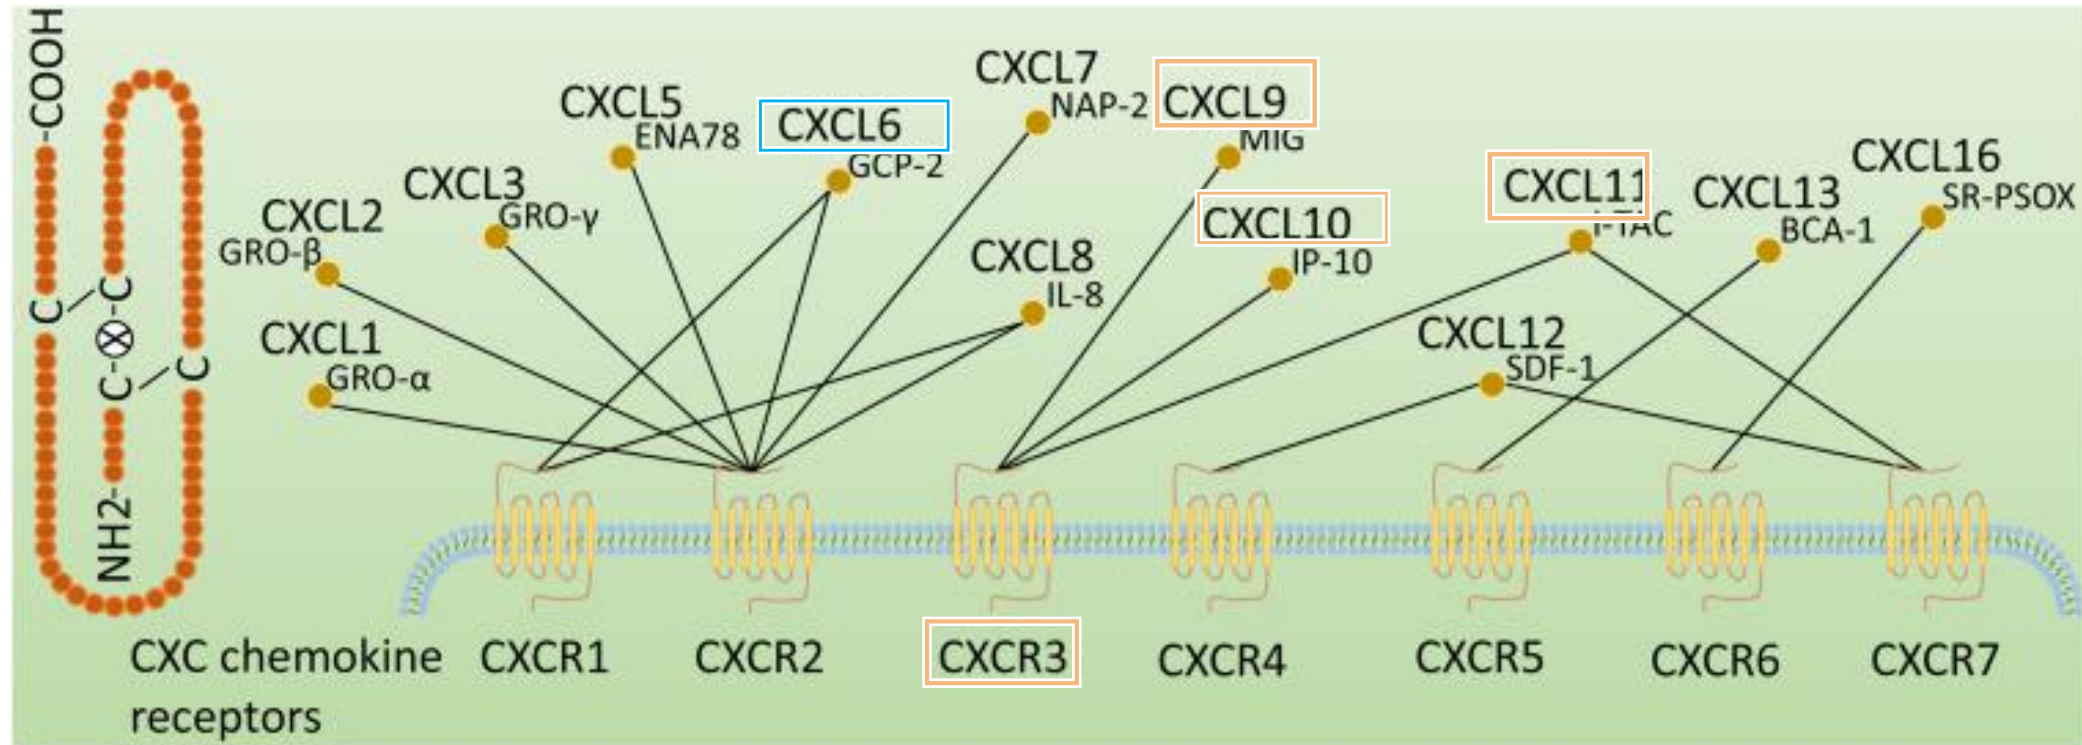 -COOH
C
C
X
C
C
NH2-
CXCL1
GRO-α
CXCL2
GRO-β
CXCL3
GRO-γ
CXCL5
ENA78
CXCL6
GCP-2
CXCL7
NAP-2
CXCL8
IL-8
CXCL9
MIG
CXCL10
IP-10
CXCL11
I-TAC
CXCL12
SDF-1
CXCL13
BCA-1
CXCL16
SR-PSOX
CXC chemokine
receptors
CXCR1
CXCR2
CXCR3
CXCR4
CXCR5
CXCR6
CXCR7